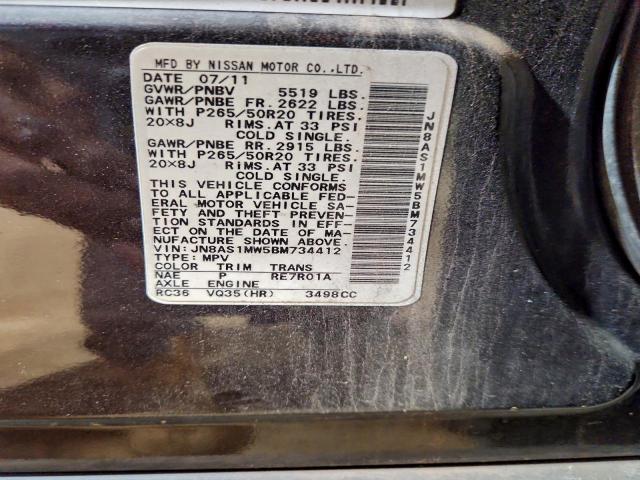 MFD BY NISSAN MOTOR CO.,LTD.
DATE 07/11
GVWR/PNBV 5519 LBS.
GAWR/PNBE FR. 2622 LBS.
WITH P265/50R20 TIRES.
20×8J RIMS.AT 33 PSI
COLD SINGLE.
GAWR/PNBE RR. 2915 LBS.
WITH P265/50R20 TIRES.
20×8J RIMS.AT 33 PSI
COLD SINGLE.
THIS VEHICLE CONFORMS
TO ALL APPLICABLE FED-
ERAL MOTOR VEHICLE SA-
FETY AND THEFT PREVEN-
TION STANDARDS IN EFF-
ECT ON THE DATE OF MA-
NUFACTURE SHOWN ABOVE.
VIN: JN8AS1MW5BM734412
TYPE: MPV
COLOR TRIM TRANS
NAE P RE7R01A
AXLE ENGINE
RC36 VQ35(HR) 3498CC
JN8AS1MW5BM734412